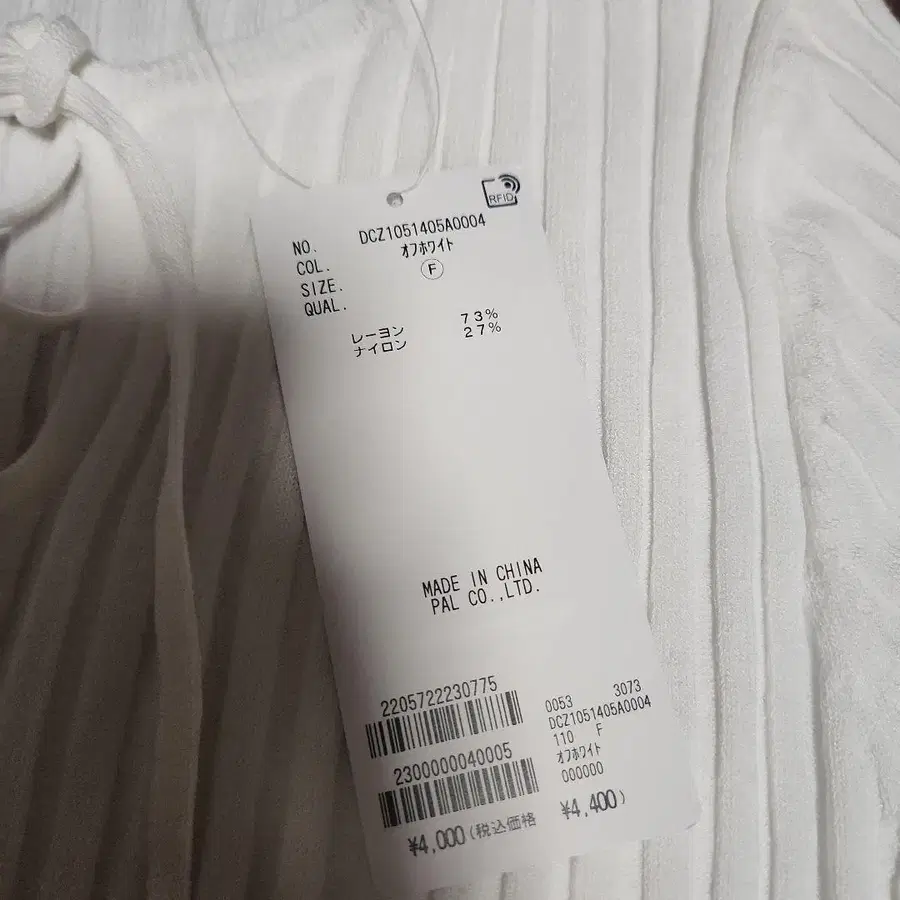 RFID
NO. DCZ1051405A0004
COL. オフホワイト
SIZE. F
QUAL.
レーヨン 73%
ナイロン 27%
MADE IN CHINA
PAL CO.,LTD.
2205722230775
2300000040005
0053 3073
DCZ1051405A0004
110 F
オフホワイト
000000
¥4,000(税込価格 ¥4,400)